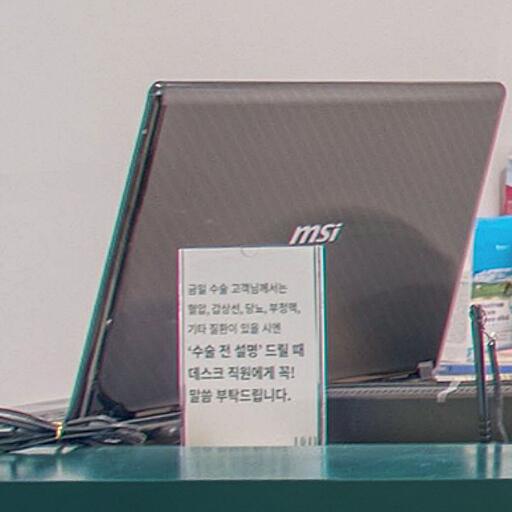 msi
금일 수술 고객님께서는
혈압, 갑상선, 당뇨, 부정맥,
기타 질환이 있을 시엔
'수술 전 설명' 드릴 때
데스크 직원에게 꼭!
말씀 부탁드립니다.